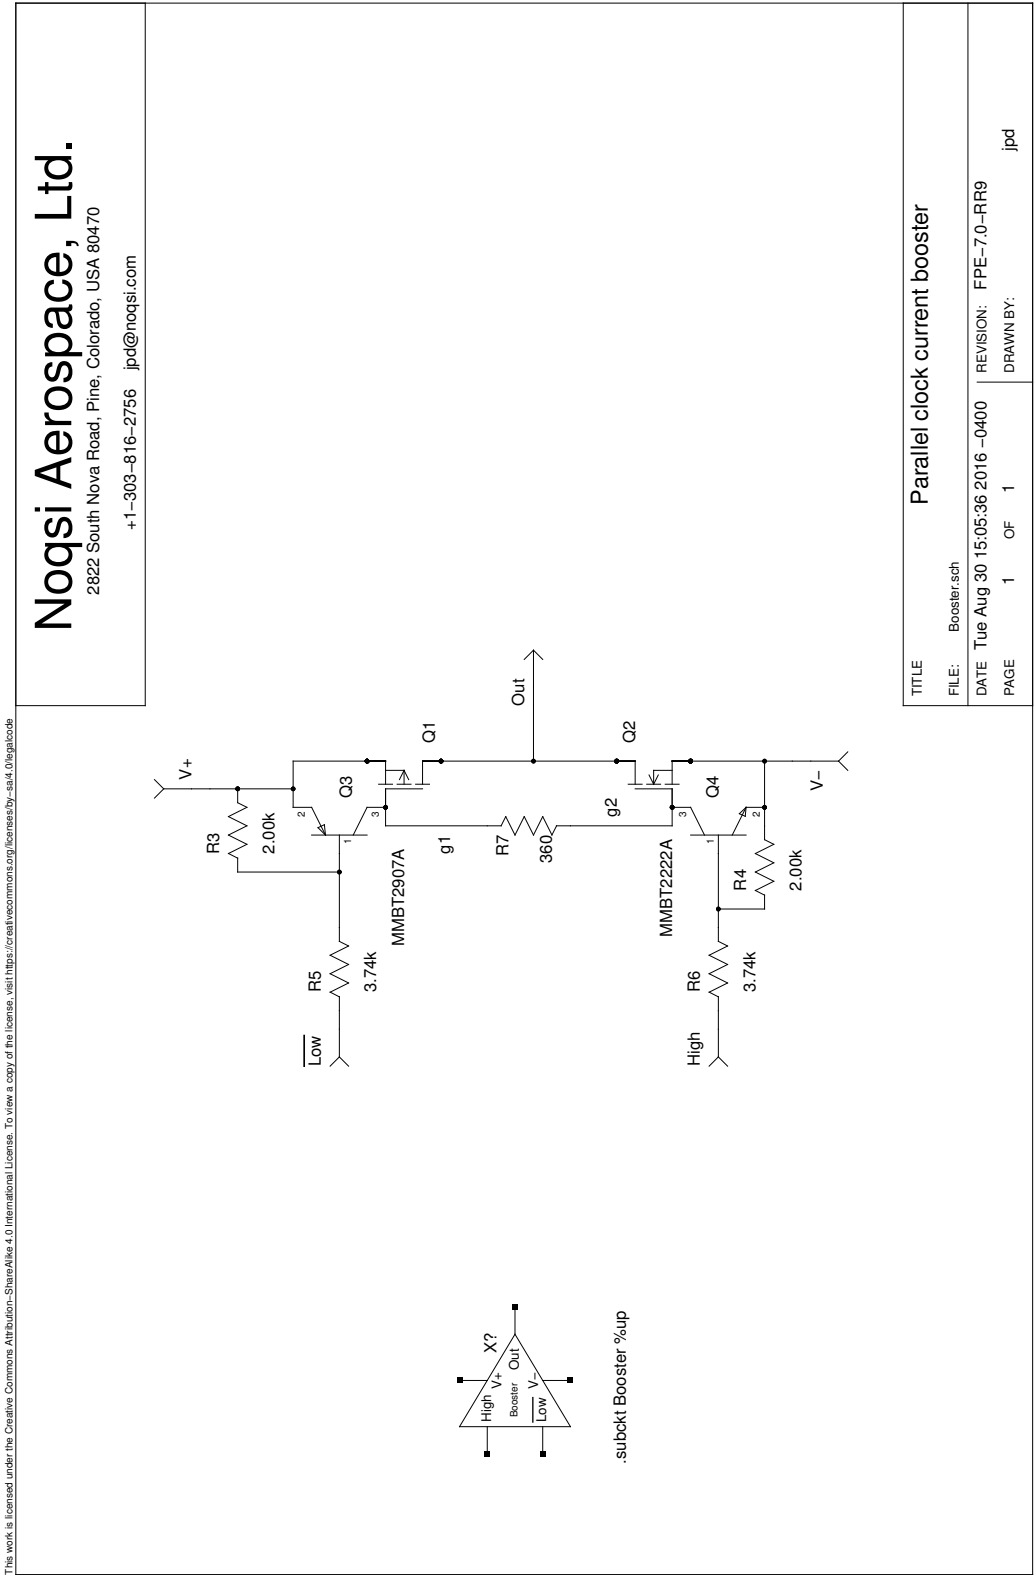 This work is licensed under the Creative Commons Attribution−ShareAlike 4.0 International License. To view a copy of the license, visit https://creativecommons.org/licenses/by−sa/4.0/legalcode
Noqsi Aerospace, Ltd.
2822 South Nova Road, Pine, Colorado, USA 80470
+1−303−816−2756 jpd@noqsi.com
V+
R3
2.00k
2
Q3
1
3
MMBT2907A
Q1
Low
R5
3.74k
g1
R7
360
Out
g2
Q2
MMBT2222A
3
Q4
1
2
High
R6
3.74k
R4
2.00k
V−
X?
High
V+
Booster
Out
Low
V−
.subckt Booster %up
TITLE
Parallel clock current booster
FILE: Booster.sch
DATE Tue Aug 30 15:05:36 2016 −0400
REVISION: FPE−7.0−RR9
PAGE 1 OF 1
DRAWN BY: jpd